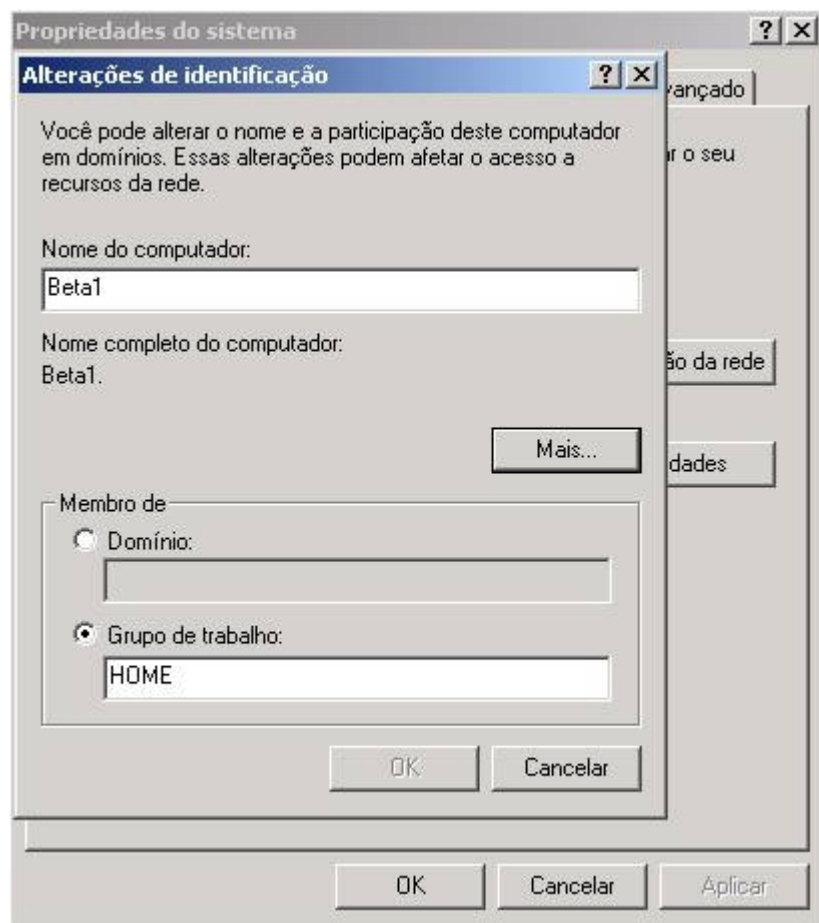 Propriedades do sistema
Alterações de identificação
vançado
Você pode alterar o nome e a participação deste computador
em domínios. Essas alterações podem afetar o acesso a
recursos da rede.
r o seu
Nome do computador:
Beta1
Nome completo do computador:
Beta1.
ão da rede
Mais...
dades
Membro de
Domínio:
Grupo de trabalho:
HOME
OK
Cancelar
OK
Cancelar
Aplicar